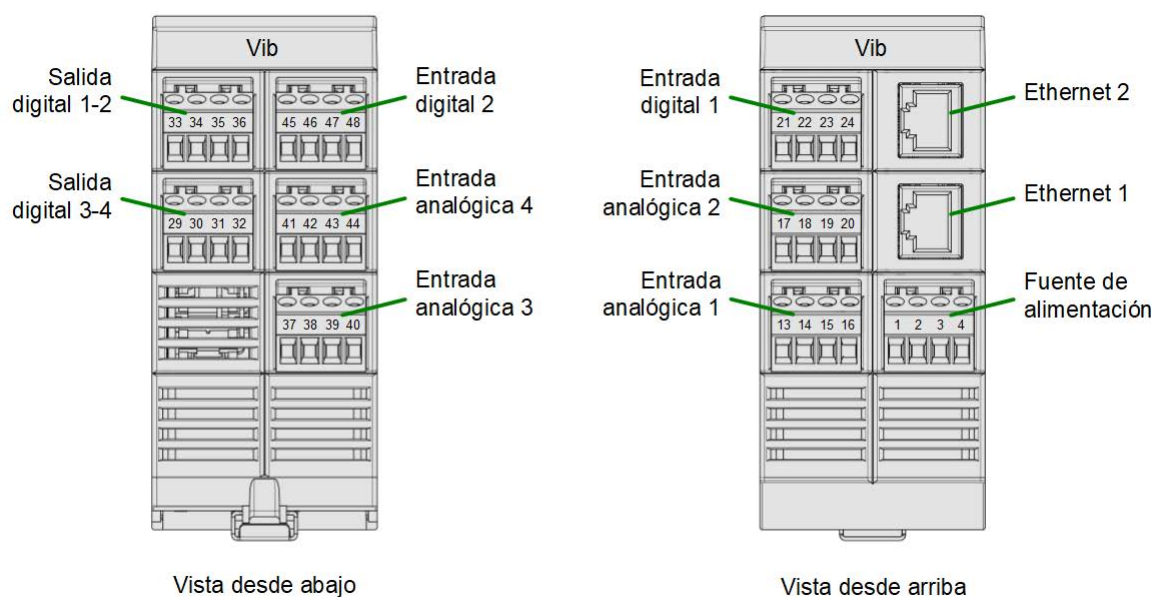 Vib
Salida
digital 1-2
33 34 35 36
45 46 47 48
Entrada
digital 2
Salida
digital 3-4
29 30 31 32
41 42 43 44
Entrada
analógica 4
37 38 39 40
Entrada
analógica 3
Vista desde abajo
Vib
Entrada
digital 1
21 22 23 24
Ethernet 2
Entrada
analógica 2
17 18 19 20
Ethernet 1
Entrada
analógica 1
13 14 15 16
1 2 3 4
Fuente de
alimentación
Vista desde arriba